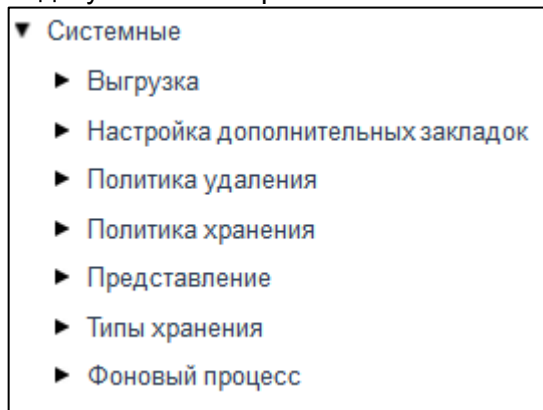 Системные
Выгрузка
Настройка дополнительных закладок
Политика удаления
Политика хранения
Представление
Типы хранения
Фоновый процесс